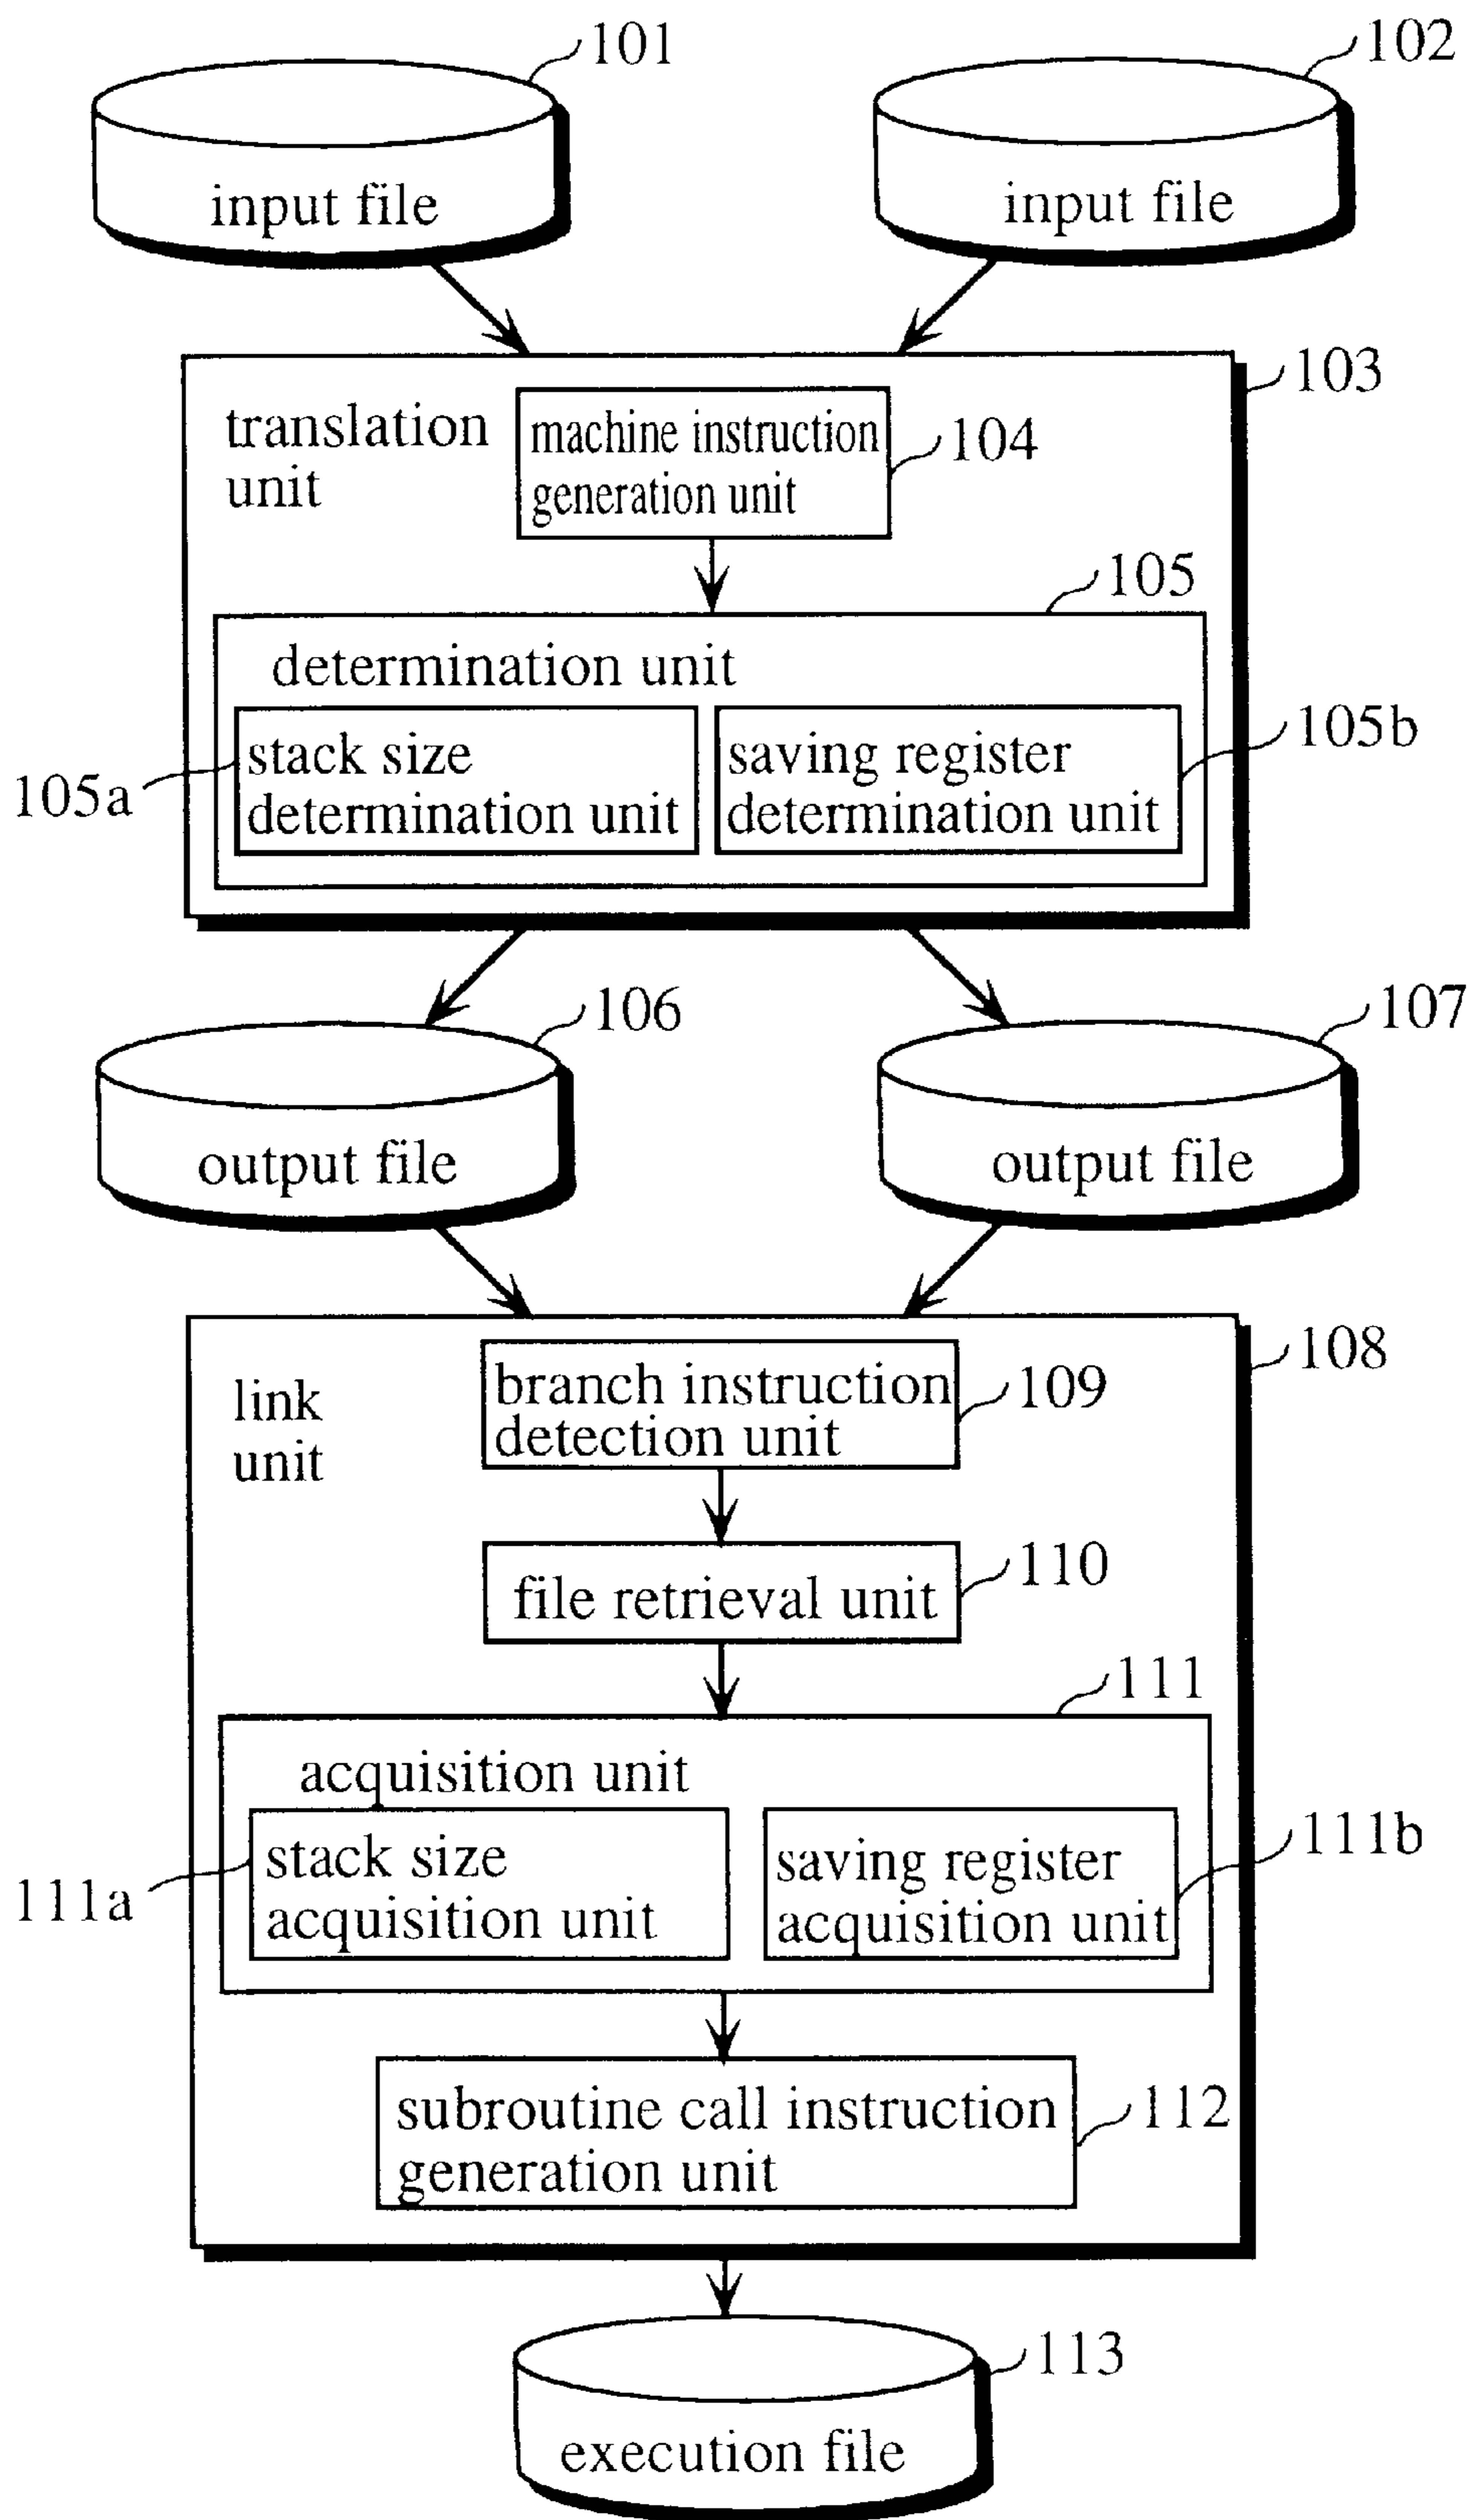 101
102
input file
input file
103
translation
unit
machine instruction
generation unit
104
105
determination unit
105a
stack size
determination unit
saving register
determination unit
105b
106
107
output file
output file
108
link
unit
branch instruction
detection unit
109
file retrieval unit
110
111
acquisition unit
111a
stack size
acquisition unit
saving register
acquisition unit
111b
subroutine call instruction
generation unit
112
113
execution file